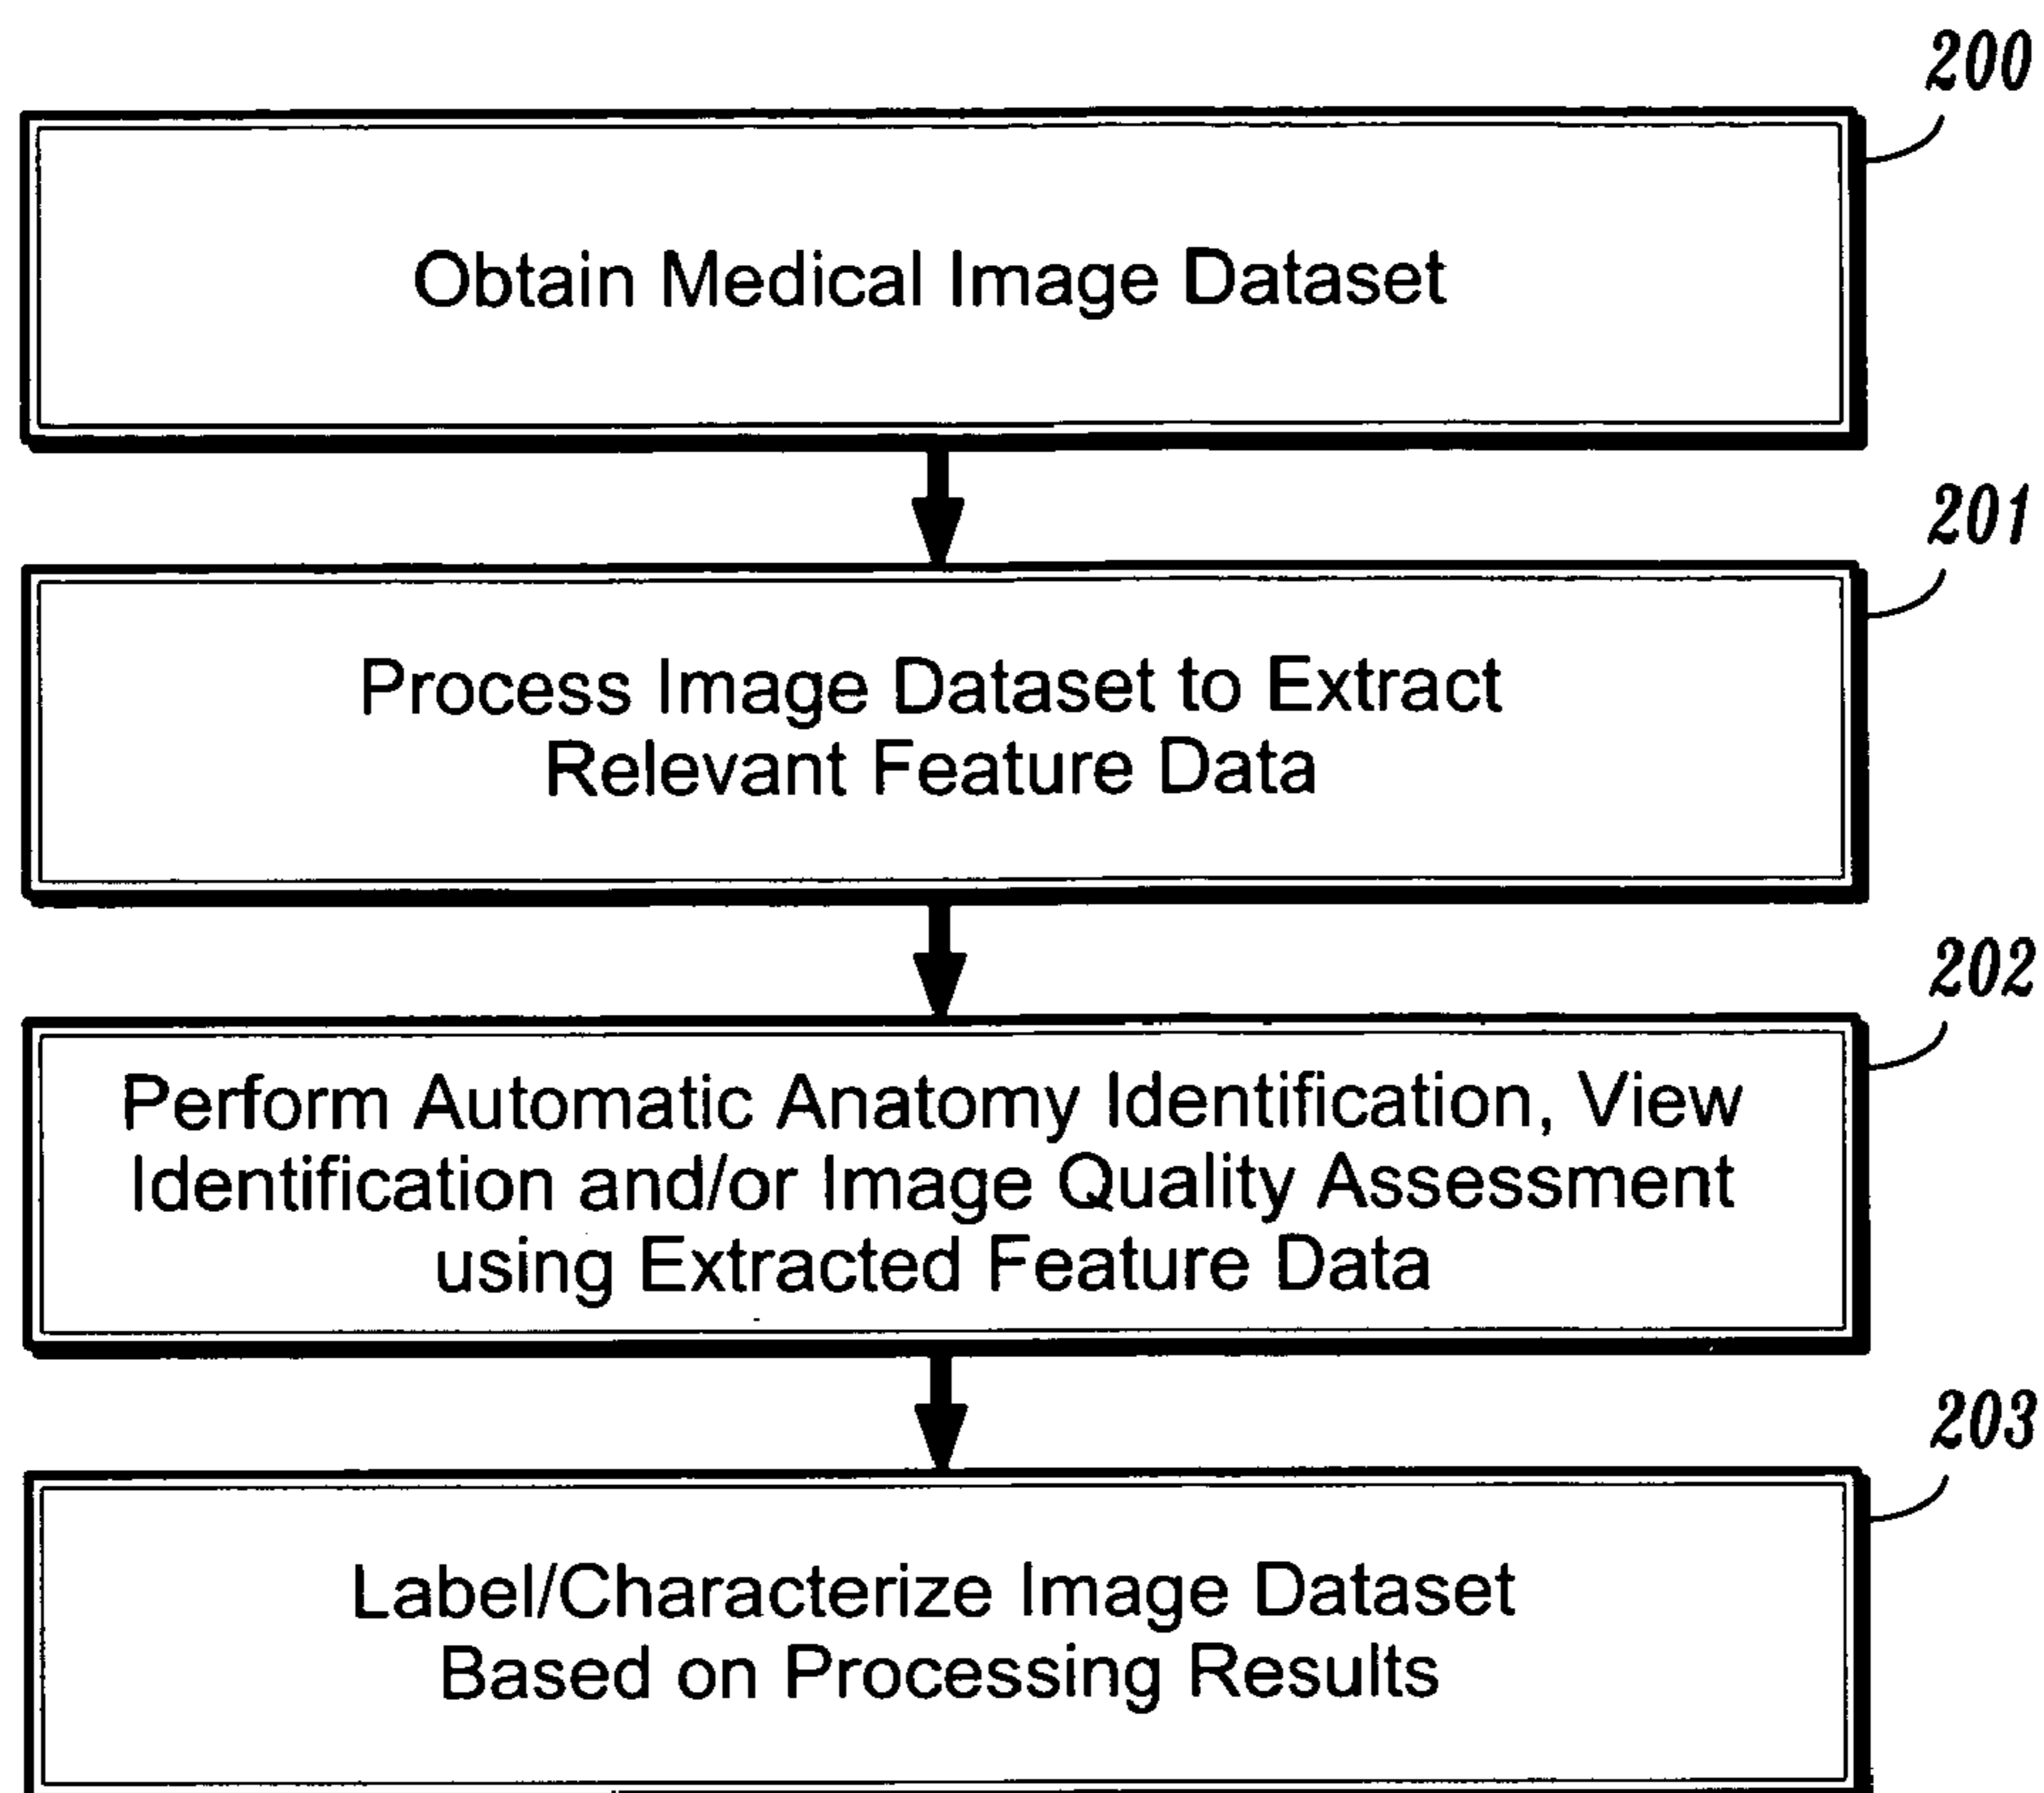 200
Obtain Medical Image Dataset
201
Process Image Dataset to Extract
Relevant Feature Data
202
Perform Automatic Anatomy Identification, View
Identification and/or Image Quality Assessment
using Extracted Feature Data
203
Label/Characterize Image Dataset
Based on Processing Results